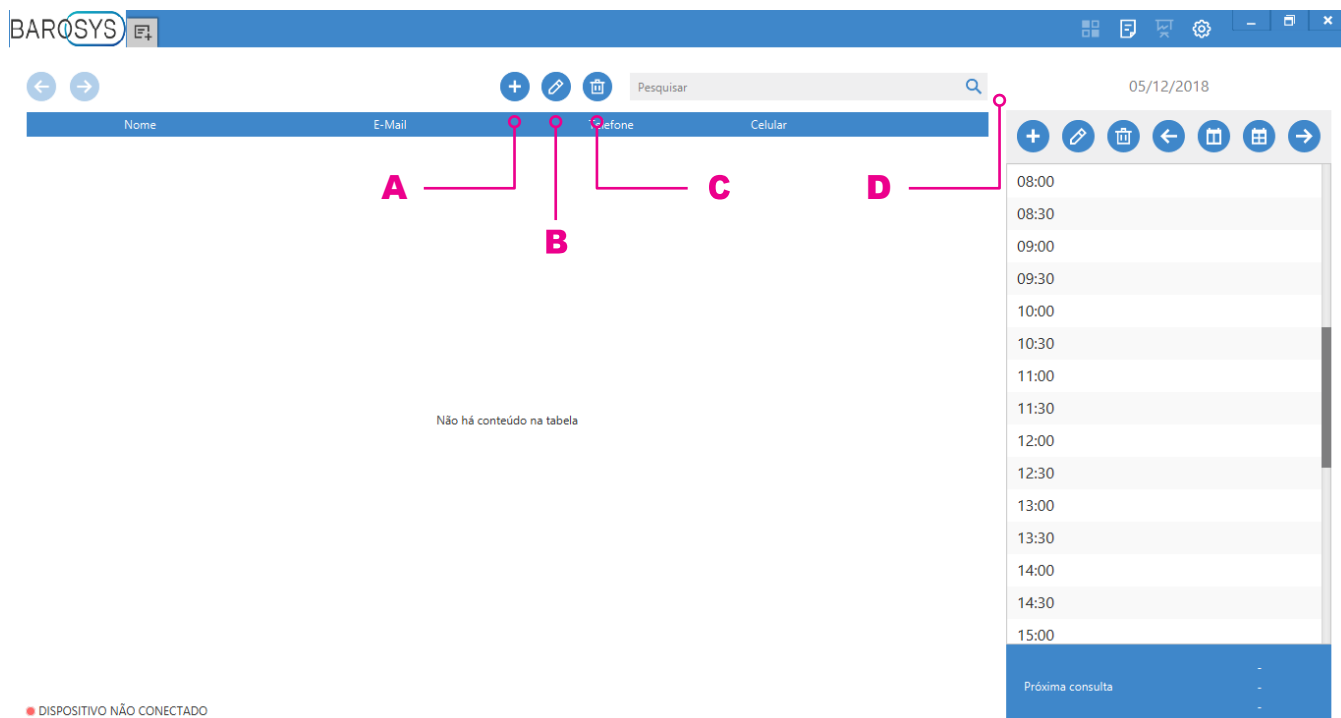 BAROSYS
Pesquisar
05/12/2018
Nome E-Mail Telefone Celular
A
B
C
D
08:00
08:30
09:00
09:30
10:00
10:30
11:00
11:30
12:00
12:30
13:00
13:30
14:00
14:30
15:00
Não há conteúdo na tabela
Próxima consulta
-
-
-
DISPOSITIVO NÃO CONECTADO